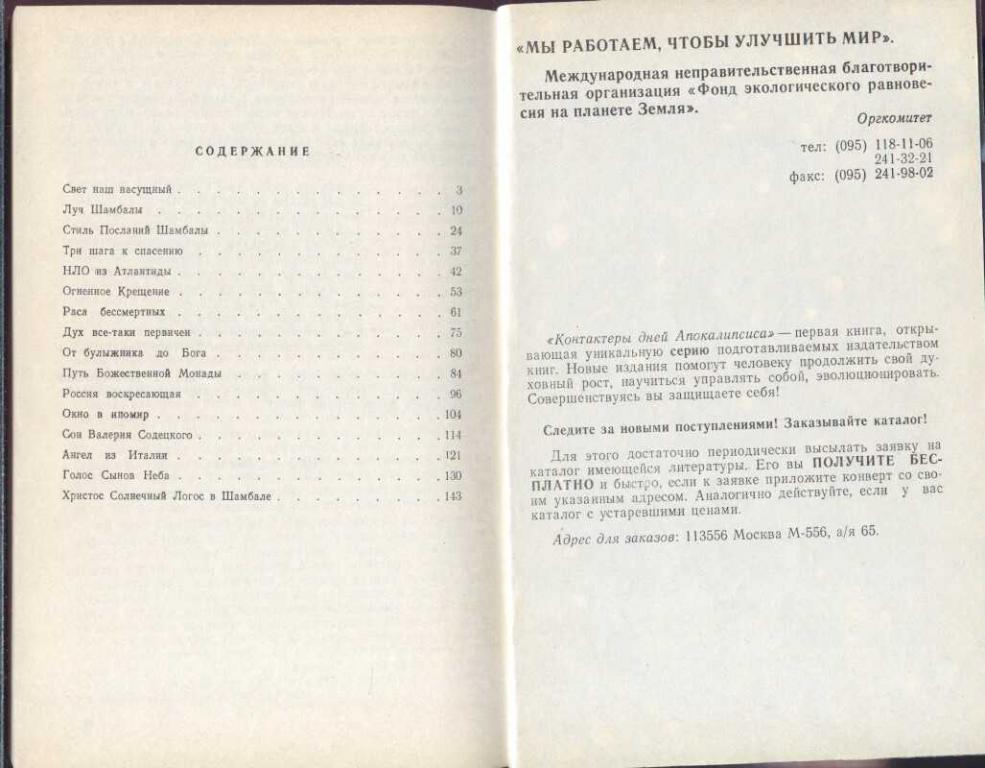 СОДЕРЖАНИЕ
Свет наш насущный . . . . . . . . . . . 3
Луч Шамбалы . . . . . . . . . . . . 10
Стиль Посланий Шамбалы . . . . . . . . . 24
Три шага к спасению . . . . . . . . . . 37
НЛО из Атлантиды . . . . . . . . . . . 42
Огненное Крещение . . . . . . . . . . . 53
Раса бессмертных . . . . . . . . . . . 61
Дух все-таки первичен . . . . . . . . . . 75
От булыжника до Бога . . . . . . . . . . 80
Путь Божественной Монады . . . . . . . . . 84
Россия воскресающая . . . . . . . . . . 96
Окно в иномир . . . . . . . . . . . . 104
Сон Валерия Содецкого . . . . . . . . . . 114
Ангел из Италии . . . . . . . . . . . 121
Голос Сынов Неба . . . . . . . . . . . 130
Христос Солнечный Логос в Шамбале . . . . . . . 143
«МЫ РАБОТАЕМ, ЧТОБЫ УЛУЧШИТЬ МИР».
Международная неправительственная благотвори-
тельная организация «Фонд экологического равнове-
сия на планете Земля».
Оргкомитет
тел: (095) 118-11-06
241-32-21
факс: (095) 241-98-02
«Контактеры дней Апокалипсиса» — первая книга, откры-
вающая уникальную серию подготавливаемых издательством
книг. Новые издания помогут человеку продолжить свой ду-
ховный рост, научиться управлять собой, эволюционировать.
Совершенствуясь вы защищаете себя!
Следите за новыми поступлениями! Заказывайте каталог!
Для этого достаточно периодически высылать заявку на
каталог имеющейся литературы. Его вы ПОЛУЧИТЕ БЕС-
ПЛАТНО и быстро, если к заявке приложите конверт со сво-
им указанным адресом. Аналогично действуйте, если у вас
каталог с устаревшими ценами.
Адрес для заказов: 113556 Москва М-556, а/я 65.